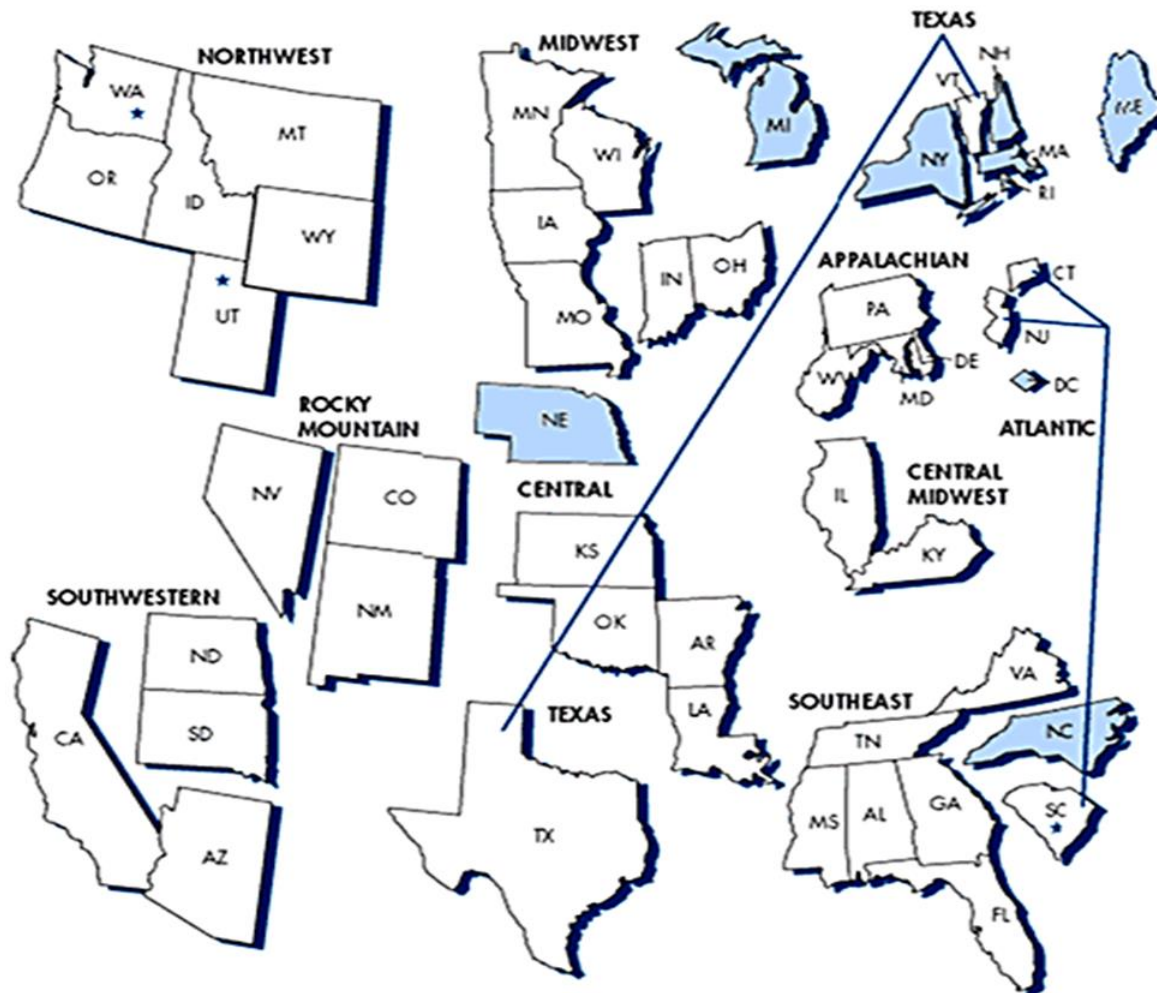 TEXAS
NORTHWEST
MIDWEST
NH
VT
WA
MN
MI
ME
MT
WI
NY
MA
OR
ID
RI
IA
WY
IN
OH
APPALACHIAN
CT
PA
UT
MO
NJ
DE
WV
MD
DC
ROCKY
MOUNTAIN
NE
ATLANTIC
NV
CO
CENTRAL
IL
CENTRAL
MIDWEST
KS
KY
SOUTHWESTERN
NM
OK
ND
AR
VA
SOUTHEAST
TEXAS
LA
CA
SD
TN
NC
MS
AL
GA
SC
TX
AZ
FL